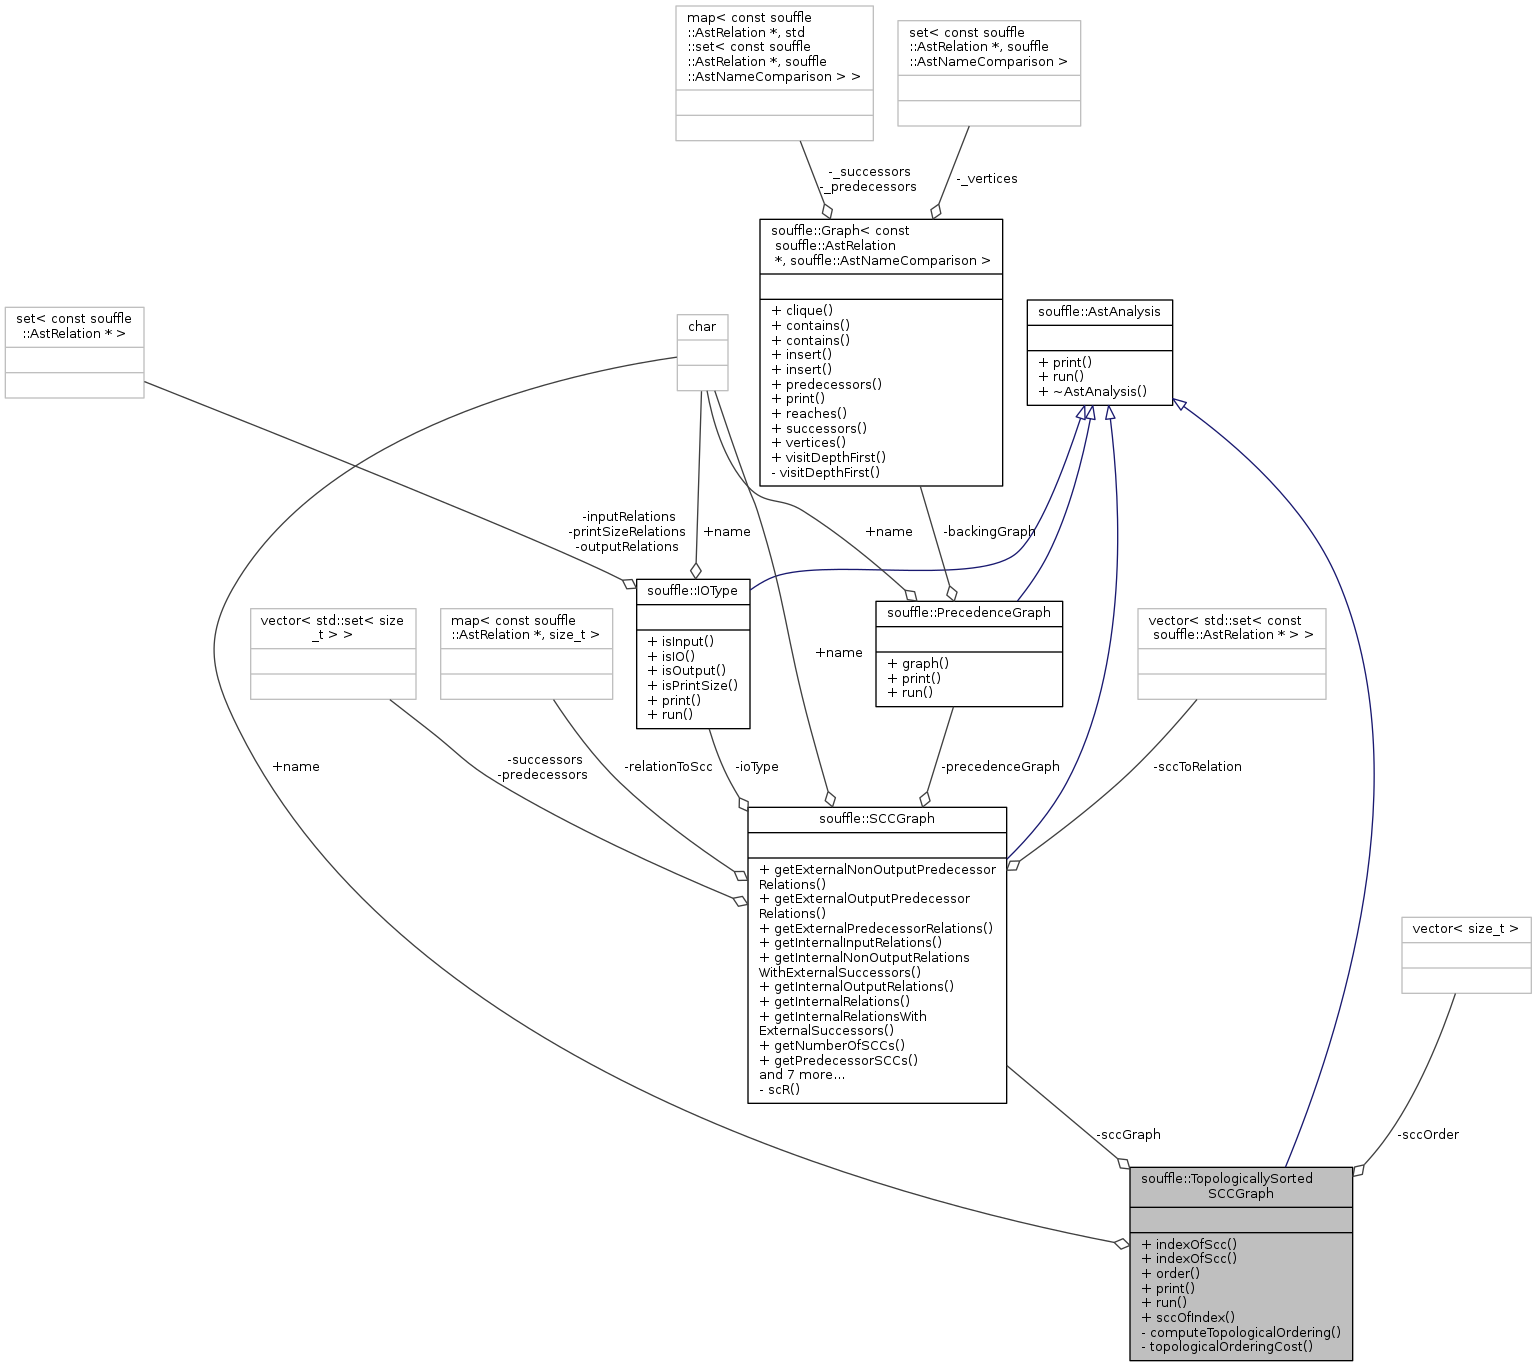 map< const souffle
::AstRelation *, std
::set< const souffle
::AstRelation *, souffle
::AstNameComparison > >
set< const souffle
::AstRelation *, souffle
::AstNameComparison >
-_successors
-_predecessors
-_vertices
souffle::Graph< const
souffle::AstRelation
*, souffle::AstNameComparison >
+ clique()
+ contains()
+ contains()
+ insert()
+ insert()
+ predecessors()
+ print()
+ reaches()
+ successors()
+ vertices()
+ visitDepthFirst()
- visitDepthFirst()
souffle::AstAnalysis
+ print()
+ run()
+ ~AstAnalysis()
set< const souffle
::AstRelation * >
char
-inputRelations
-printSizeRelations
-outputRelations
+name
+name
-backingGraph
souffle::IOType
+ isInput()
+ isIO()
+ isOutput()
+ isPrintSize()
+ print()
+ run()
souffle::PrecedenceGraph
+ graph()
+ print()
+ run()
vector< std::set< size
_t > >
map< const souffle
::AstRelation *, size_t >
vector< std::set< const
souffle::AstRelation * > >
+name
+name
-successors
-predecessors
-relationToScc
-ioType
-precedenceGraph
-sccToRelation
souffle::SCCGraph
+ getExternalNonOutputPredecessor
Relations()
+ getExternalOutputPredecessor
Relations()
+ getExternalPredecessorRelations()
+ getInternalInputRelations()
+ getInternalNonOutputRelations
WithExternalSuccessors()
+ getInternalOutputRelations()
+ getInternalRelations()
+ getInternalRelationsWith
ExternalSuccessors()
+ getNumberOfSCCs()
+ getPredecessorSCCs()
and 7 more...
- scR()
vector< size_t >
-sccGraph
-sccOrder
souffle::TopologicallySorted
SCCGraph
+ indexOfScc()
+ indexOfScc()
+ order()
+ print()
+ run()
+ sccOfIndex()
- computeTopologicalOrdering()
- topologicalOrderingCost()